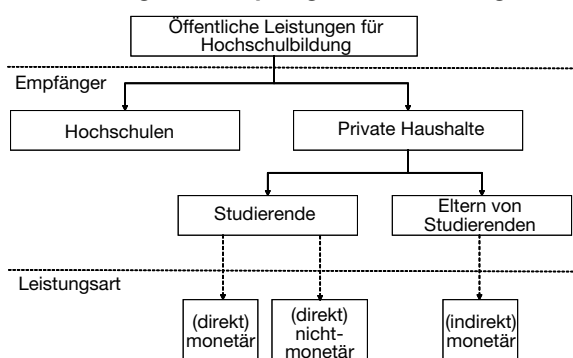 Öffentliche Leistungen für
Hochschulbildung
Empfänger
Hochschulen
Private Haushalte
Studierende
Eltern von
Studierenden
Leistungsart
(direkt)
monetär
(direkt)
nicht-
monetär
(indirekt)
monetär